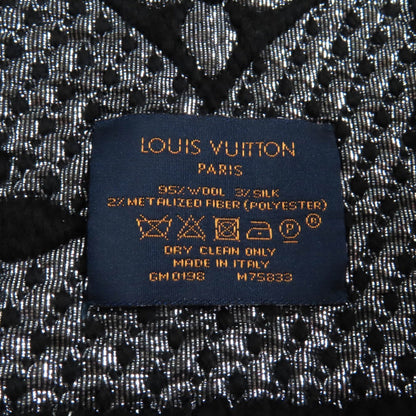 LOUIS VUITTON
PARIS
95% WOOL 3% SILK
2% METALIZED FIBER (POLYESTER)
P ®
DRY CLEAN ONLY
MADE IN ITALY
GM0198 M75833